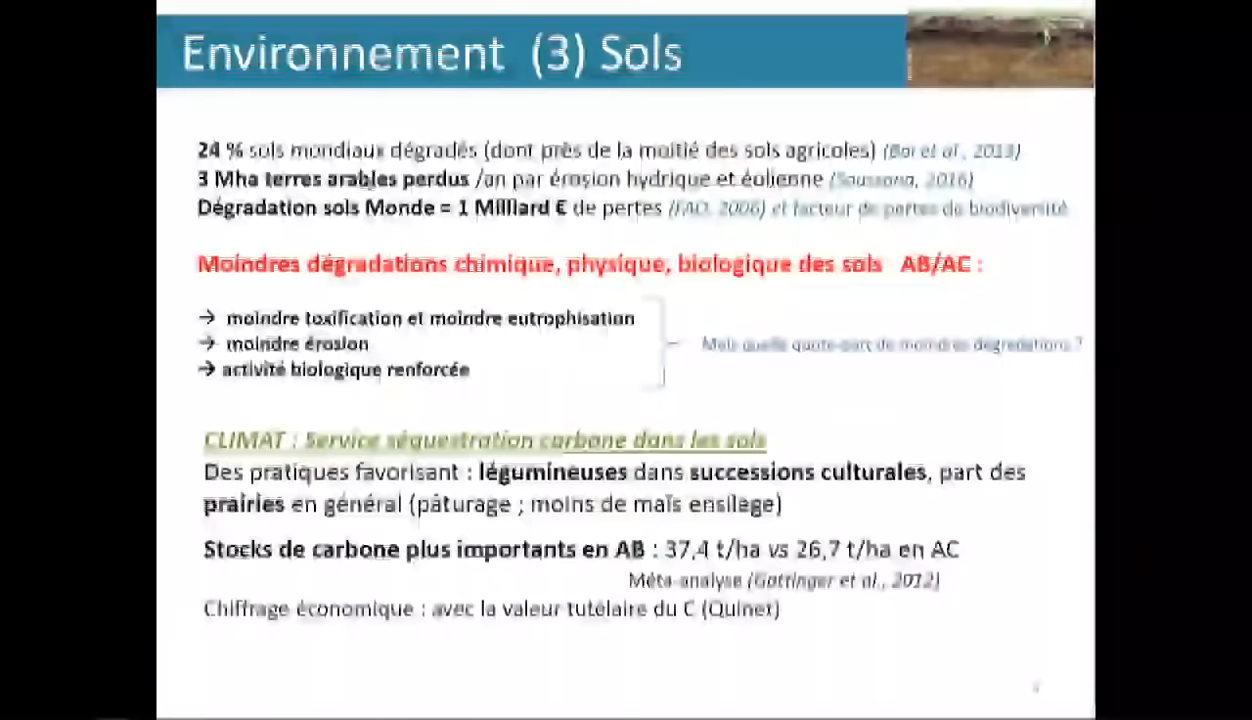 Environnement (3) Sols
24 % sols mondiaux dégradés (dont près de la moitié des sols agricoles) (Bai et al., 2013)
3 Mha terres arables perdus /an par érosion hydrique et éolienne (Soussana, 2016)
Dégradation sols Monde = 1 Milliard € de pertes (FAO, 2006) et facteur de pertes de biodiversité
Moindres dégradations chimique, physique, biologique des sols AB/AC :
→ moindre toxification et moindre eutrophisation
→ moindre érosion
→ activité biologique renforcée
Mais quelle quote-part de moindres dégradations ?
CLIMAT : Service séquestration carbone dans les sols
Des pratiques favorisant : légumineuses dans successions culturales, part des
prairies en général (pâturage ; moins de maïs ensilage)
Stocks de carbone plus importants en AB : 37,4 t/ha vs 26,7 t/ha en AC
Méta-analyse (Gattinger et al., 2012)
Chiffrage économique : avec la valeur tutélaire du C (Quinet)